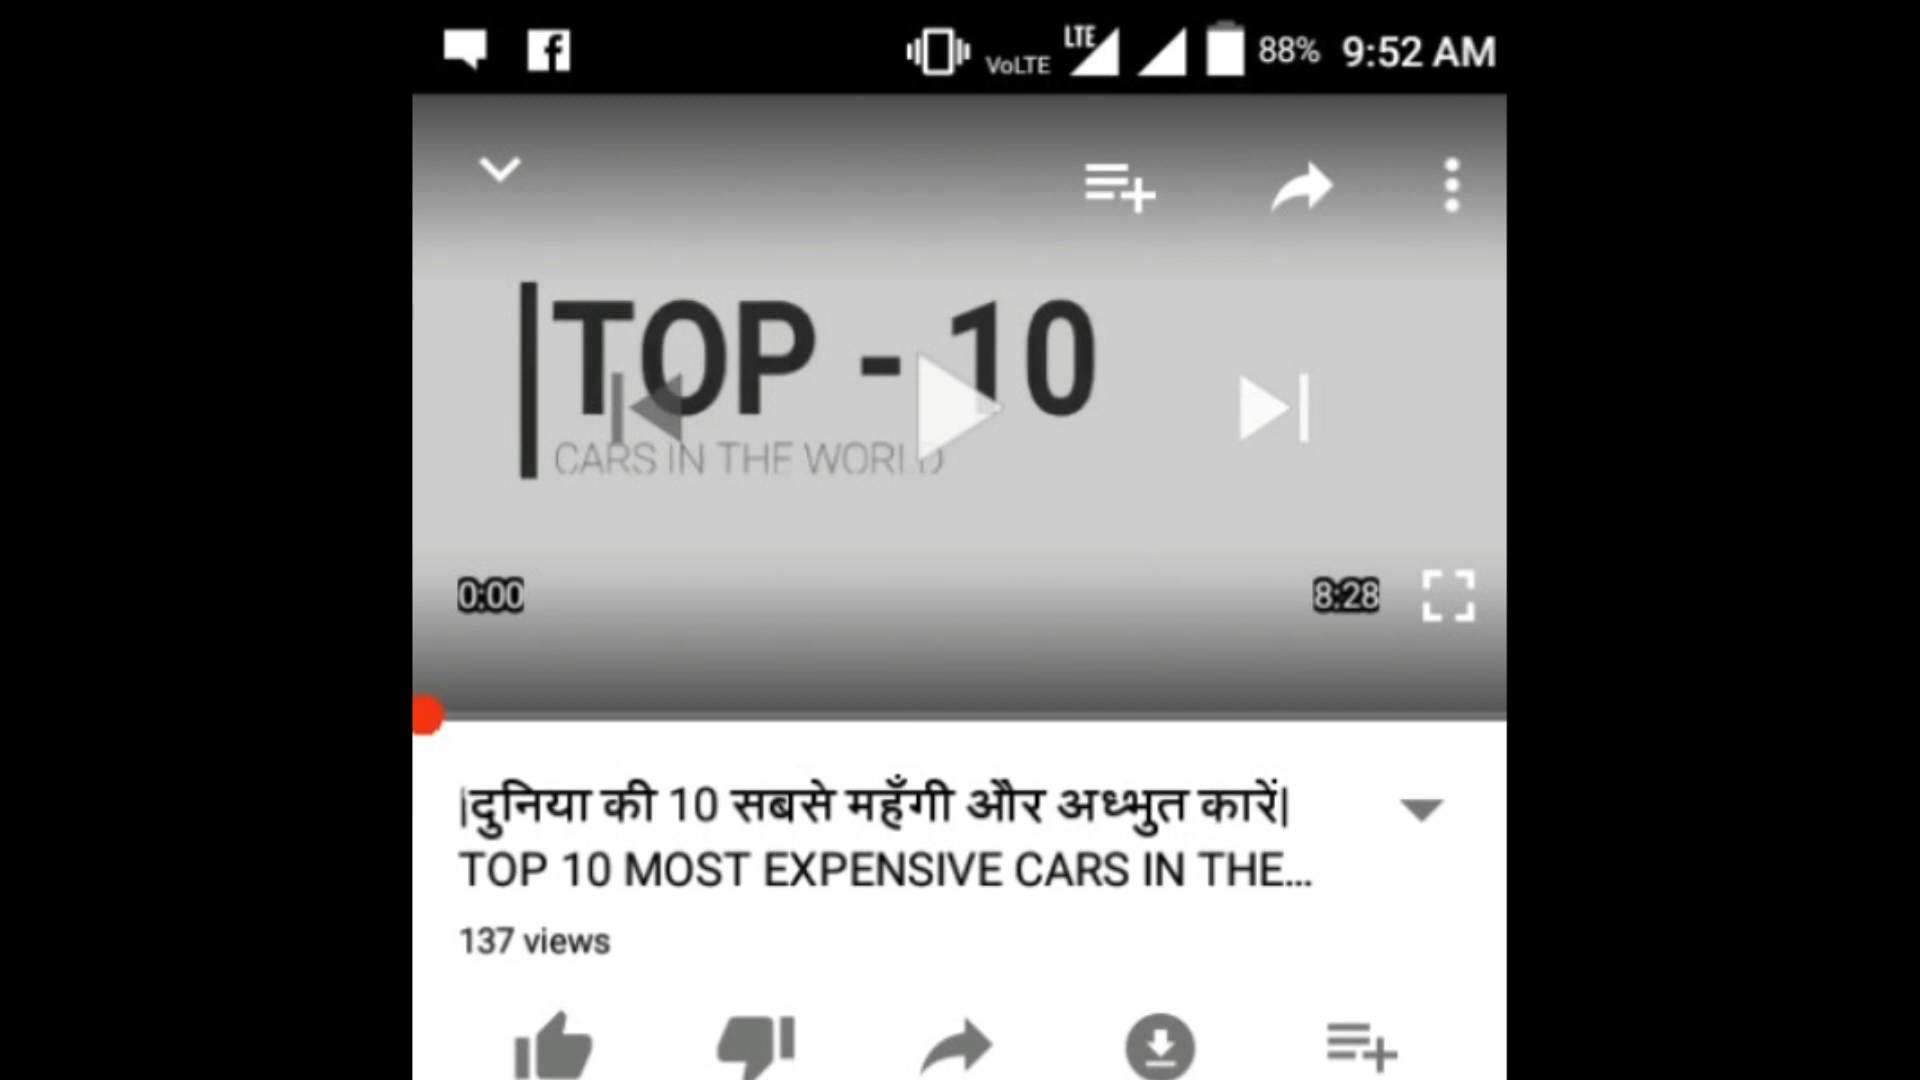 VoLTE LTE 88% 9:52 AM
TOP - 10
CARS IN THE WORLD
0:00 8:28
|दुनिया की 10 सबसे महँगी और अध्भुत कारें|
TOP 10 MOST EXPENSIVE CARS IN THE...
137 views